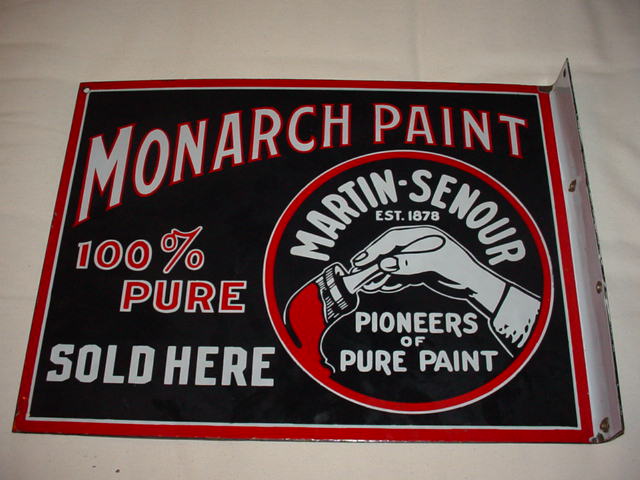 MONARCH PAINT
100% PURE
SOLD HERE
MARTIN-SENOUR
EST. 1878
PIONEERS
OF
PURE PAINT